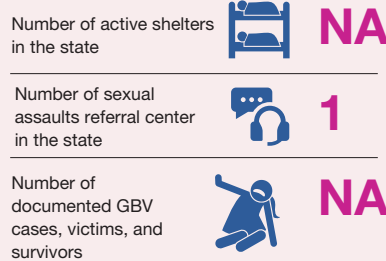 Number of active shelters
in the state
NA
Number of sexual
assaults referral center
in the state
1
Number of
documented GBV
cases, victims, and
survivors
NA